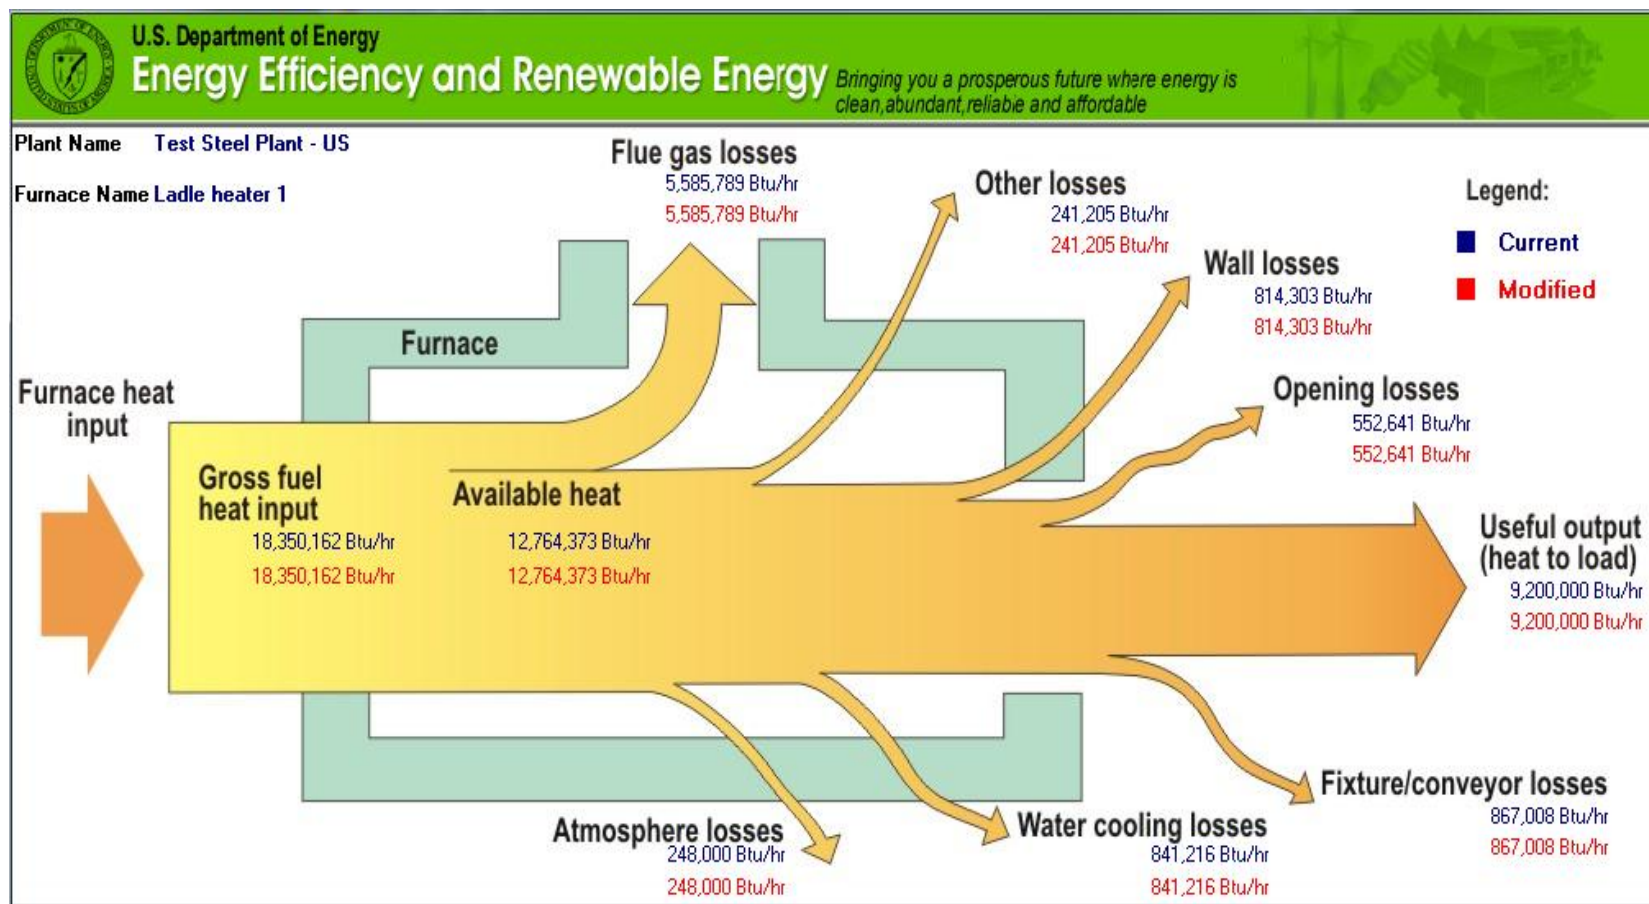 U.S. Department of Energy
Energy Efficiency and Renewable Energy
Bringing you a prosperous future where energy is
clean,abundant,reliable and affordable
Plant Name Test Steel Plant - US
Furnace Name Ladle heater 1
Flue gas losses
5,585,789 Btu/hr
5,585,789 Btu/hr
Other losses
241,205 Btu/hr
241,205 Btu/hr
Legend:
Current
Modified
Wall losses
814,303 Btu/hr
814,303 Btu/hr
Furnace
Furnace heat
input
Opening losses
552,641 Btu/hr
552,641 Btu/hr
Gross fuel
heat input
18,350,162 Btu/hr
18,350,162 Btu/hr
Available heat
12,764,373 Btu/hr
12,764,373 Btu/hr
Useful output
(heat to load)
9,200,000 Btu/hr
9,200,000 Btu/hr
Fixture/conveyor losses
867,008 Btu/hr
867,008 Btu/hr
Atmosphere losses
248,000 Btu/hr
248,000 Btu/hr
Water cooling losses
841,216 Btu/hr
841,216 Btu/hr